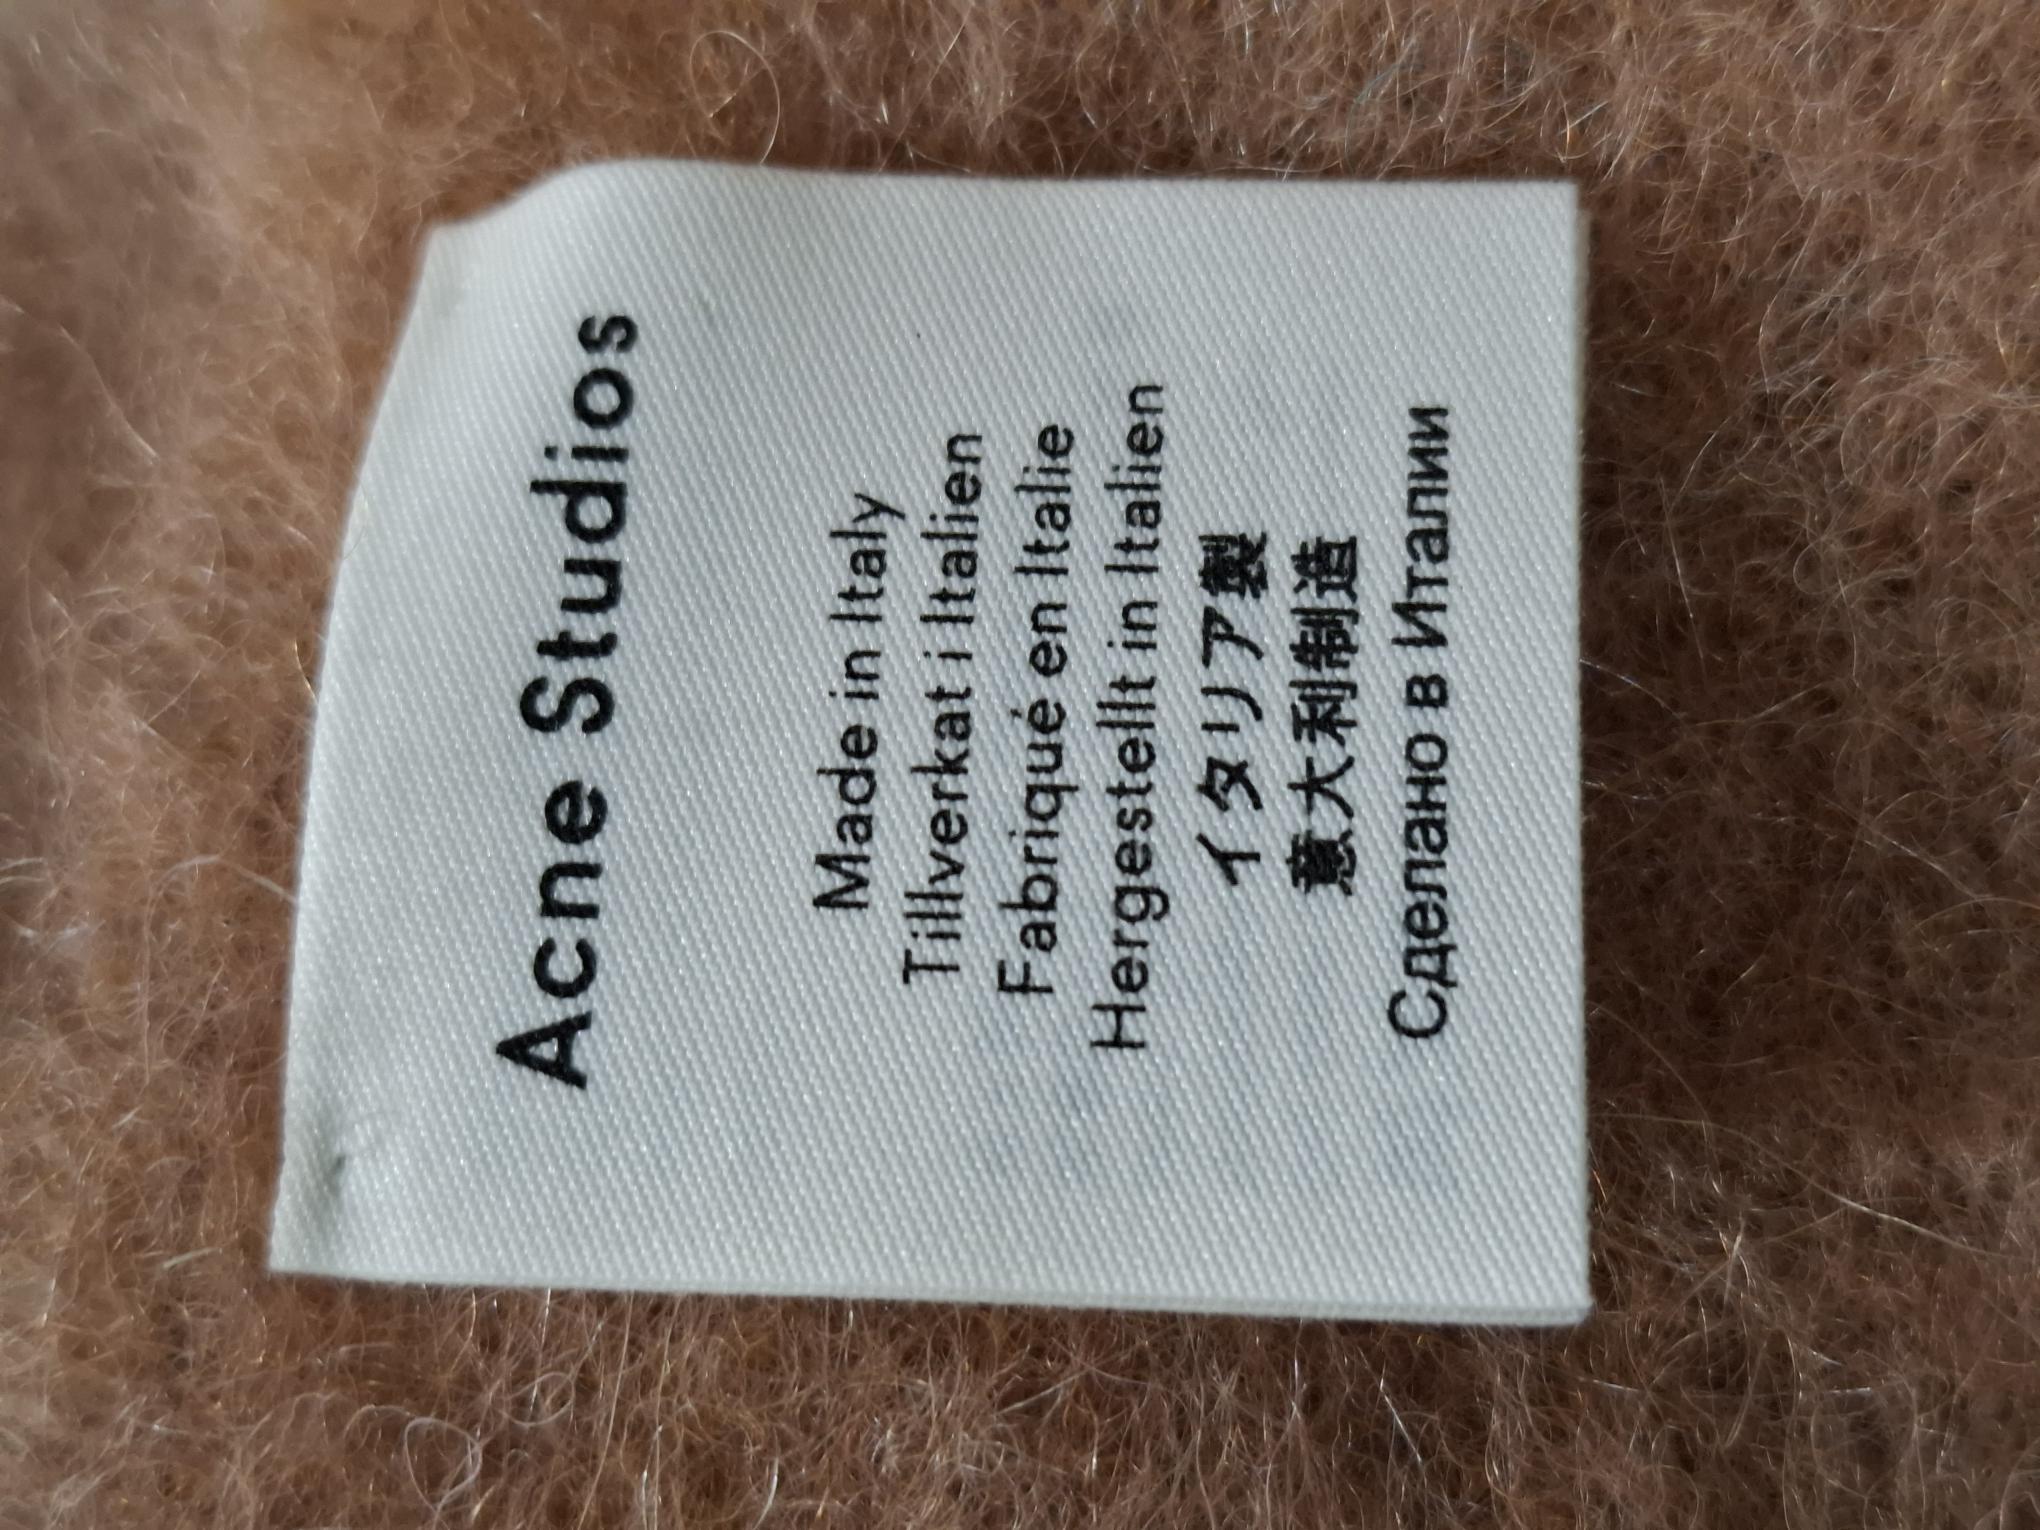 Acne Studios
Made in Italy
Tillverkat i Italien
Fabriqué en Italie
Hergestellt in Italien
イタリア製
意大利制造
Сделано в Италии